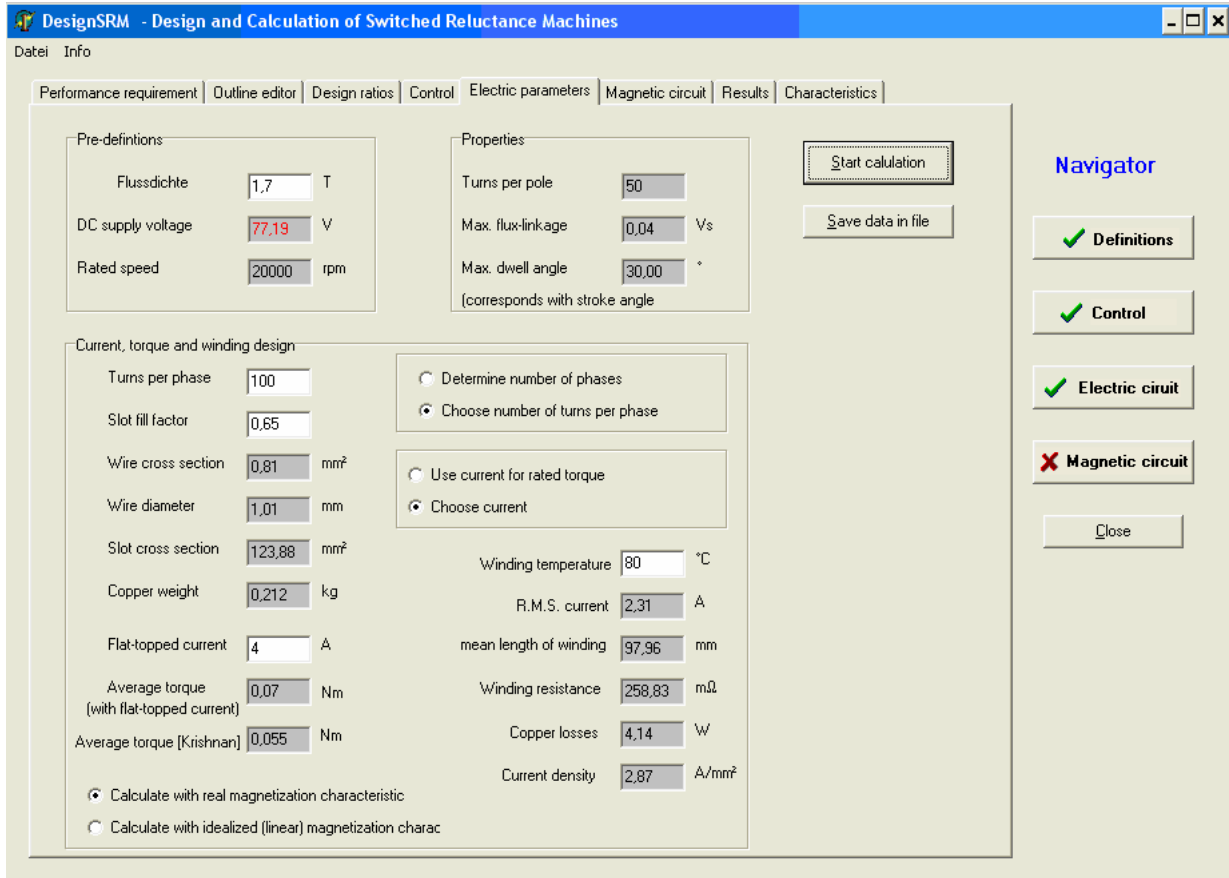 DesignSRM - Design and Calculation of Switched Reluctance Machines
Datei Info
Performance requirement Outline editor Design ratios Control Electric parameters Magnetic circuit Results Characteristics
Pre-defintions
Flussdichte 1,7 T
DC supply voltage 77,19 V
Rated speed 20000 rpm
Properties
Turns per pole 50
Max. flux-linkage 0,04 Vs
Max. dwell angle 30,00 °
(corresponds with stroke angle
Start calulation
Save data in file
Navigator
Definitions
Control
Electric ciruit
Magnetic circuit
Close
Current, torque and winding design
Turns per phase 100
Slot fill factor 0,65
Wire cross section 0,81 mm²
Wire diameter 1,01 mm
Slot cross section 123,88 mm²
Copper weight 0,212 kg
Flat-topped current 4 A
Average torque 0,07 Nm
(with flat-topped current)
Average torque [Krishnan] 0,055 Nm
Determine number of phases
Choose number of turns per phase
Use current for rated torque
Choose current
Winding temperature 80 °C
R.M.S. current 2,31 A
mean length of winding 97,96 mm
Winding resistance 258,83 mΩ
Copper losses 4,14 W
Current density 2,87 A/mm²
Calculate with real magnetization characteristic
Calculate with idealized (linear) magnetization charac